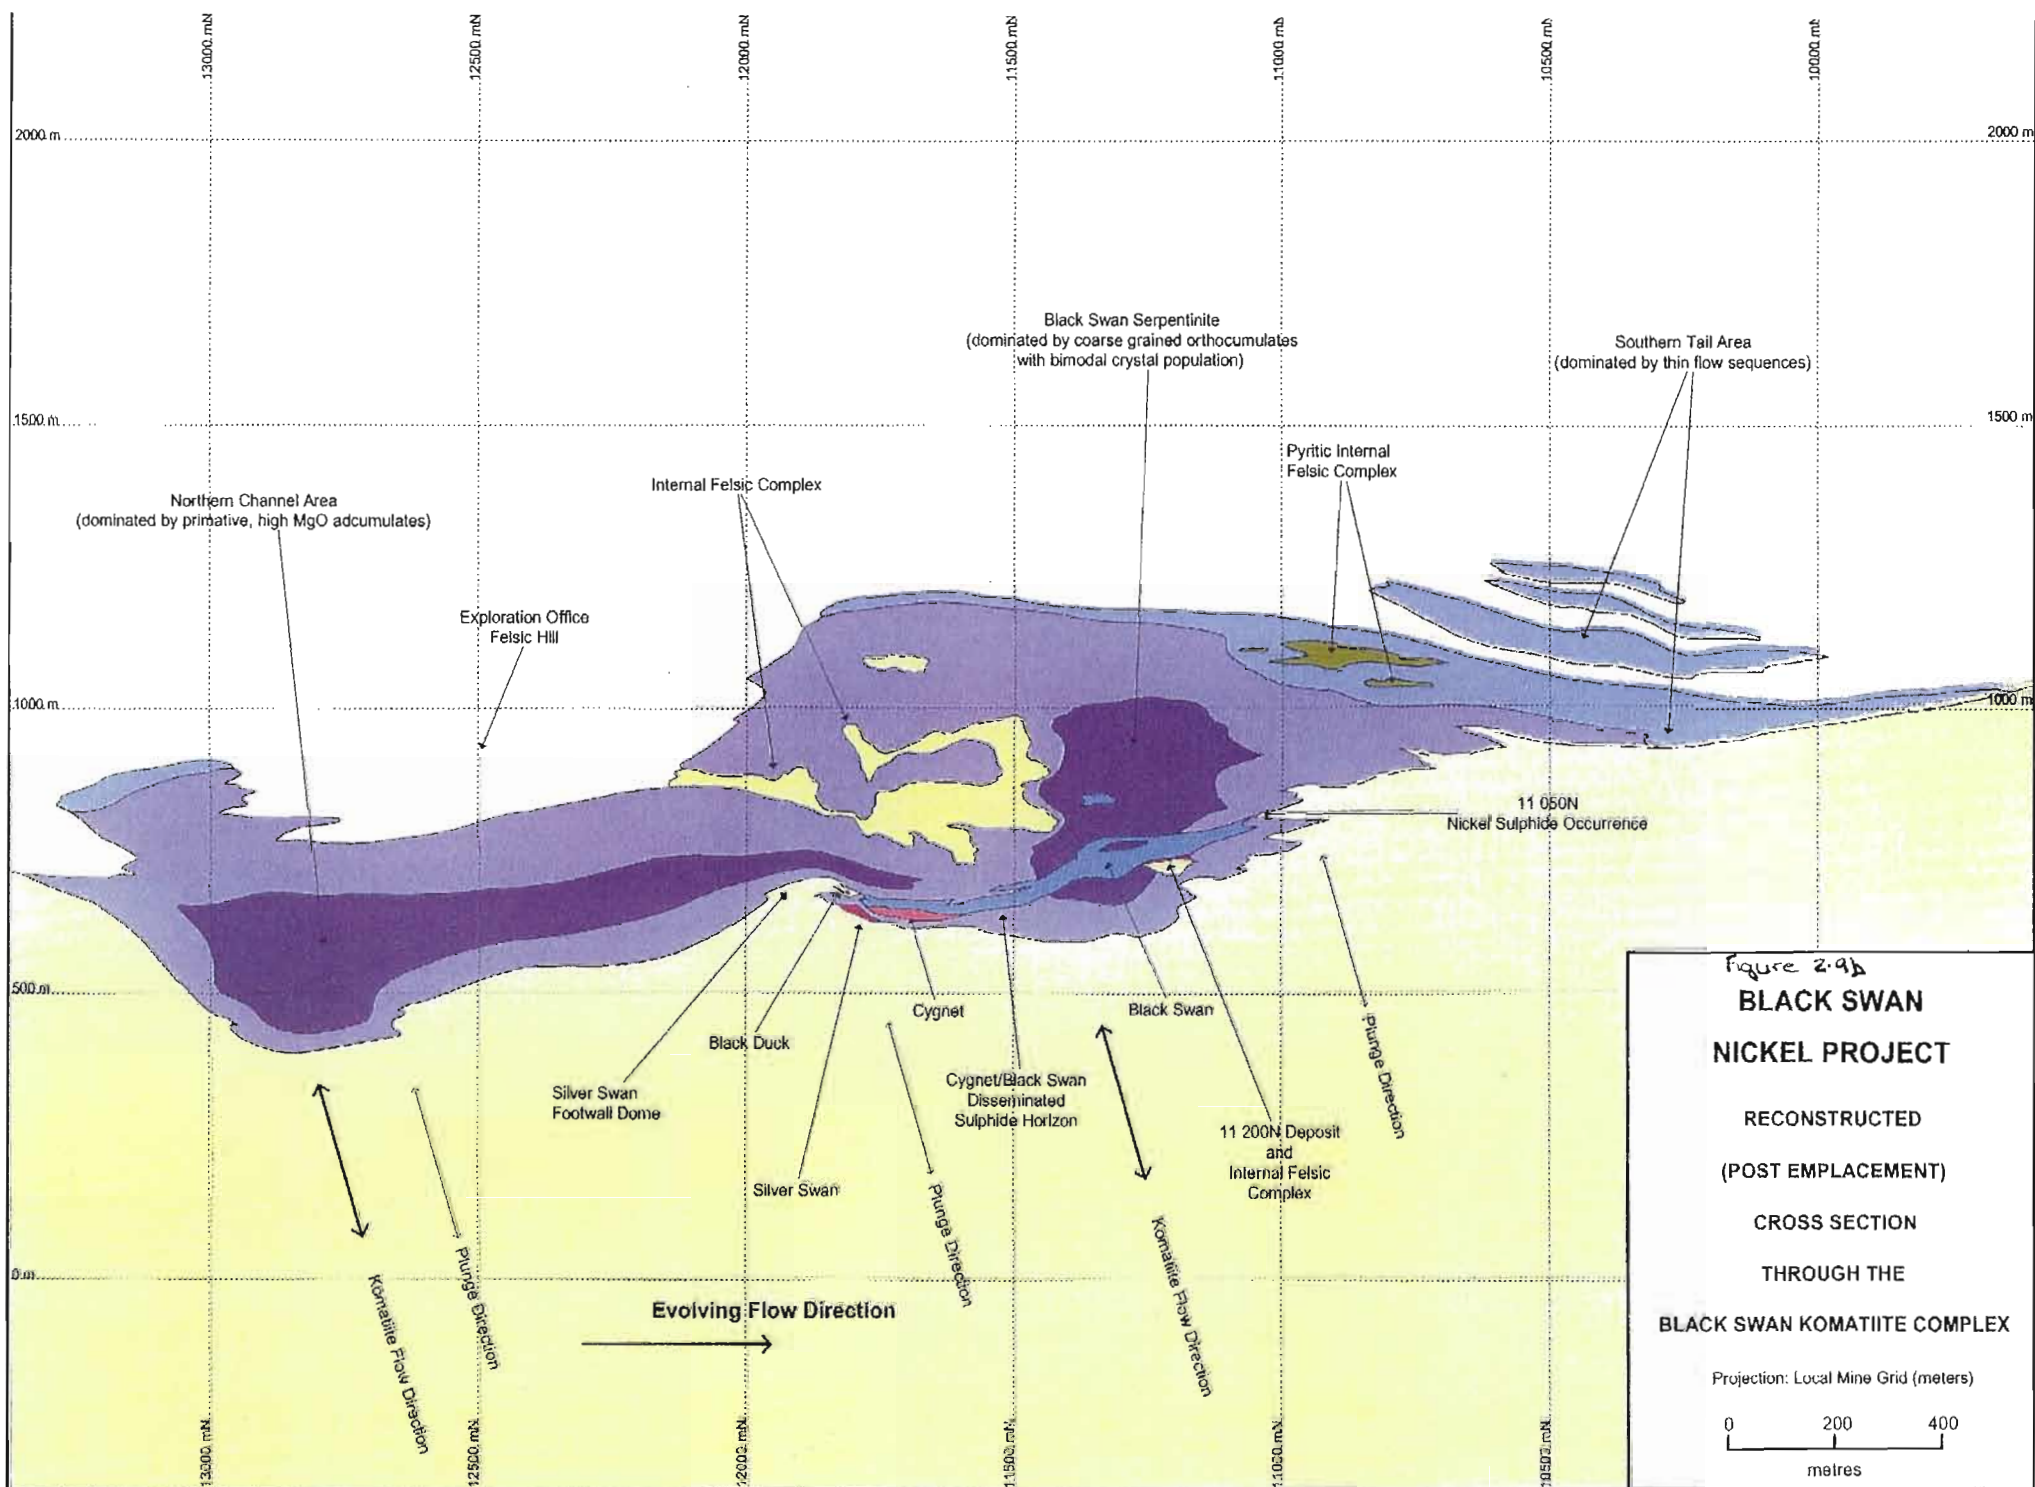 13000 mN
12500 mN
12000 mN
11500 mN
11000 mN
10500 mN
10000 mN
2000 m
2000 m
Black Swan Serpentinite
(dominated by coarse grained orthocumulates
with bimodal crystal population)
Southern Tail Area
(dominated by thin flow sequences)
1500 m
1500 m
Pyritic Internal
Felsic Complex
Internal Felsic Complex
Northern Channel Area
(dominated by primative, high MgO adcumulates)
Exploration Office
Felsic Hill
1000 m
1000 m
11 050N
Nickel Sulphide Occurrence
500 m
Cygnet
Black Swan
Black Duck
Silver Swan
Footwall Dome
Cygnet/Black Swan
Disseminated
Sulphide Horizon
11 200N Deposit
and
Internal Felsic
Complex
Silver Swan
Plunge Direction
Plunge Direction
Plunge Direction
Komatiite Flow Direction
Komatiite Flow Direction
0 m
Evolving Flow Direction
13000 mN
12500 mN
12000 mN
11500 mN
11000 mN
10500 mN
Figure 2.9b
BLACK SWAN
NICKEL PROJECT
RECONSTRUCTED
(POST EMPLACEMENT)
CROSS SECTION
THROUGH THE
BLACK SWAN KOMATIITE COMPLEX
Projection: Local Mine Grid (meters)
0 200 400
metres